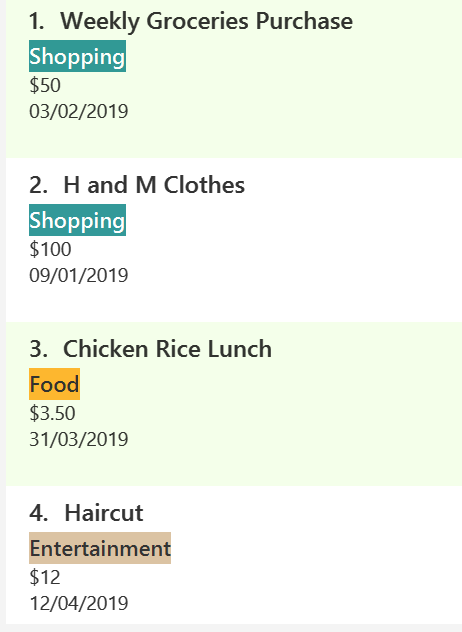 1. Weekly Groceries Purchase
Shopping
$50
03/02/2019
2. H and M Clothes
Shopping
$100
09/01/2019
3. Chicken Rice Lunch
Food
$3.50
31/03/2019
4. Haircut
Entertainment
$12
12/04/2019